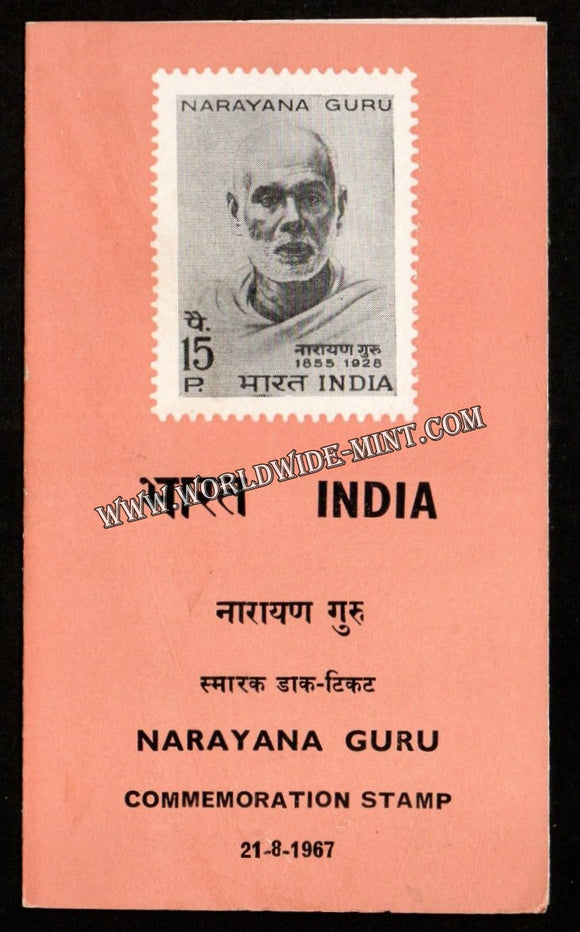 NARAYANA GURU
पै.
15
P.
नारायण गुरु
1855 1928
भारत INDIA
WWW.WORLDWIDE-MINT.COM
भारत INDIA
नारायण गुरु
स्मारक डाक-टिकट
NARAYANA GURU
COMMEMORATION STAMP
21-8-1967